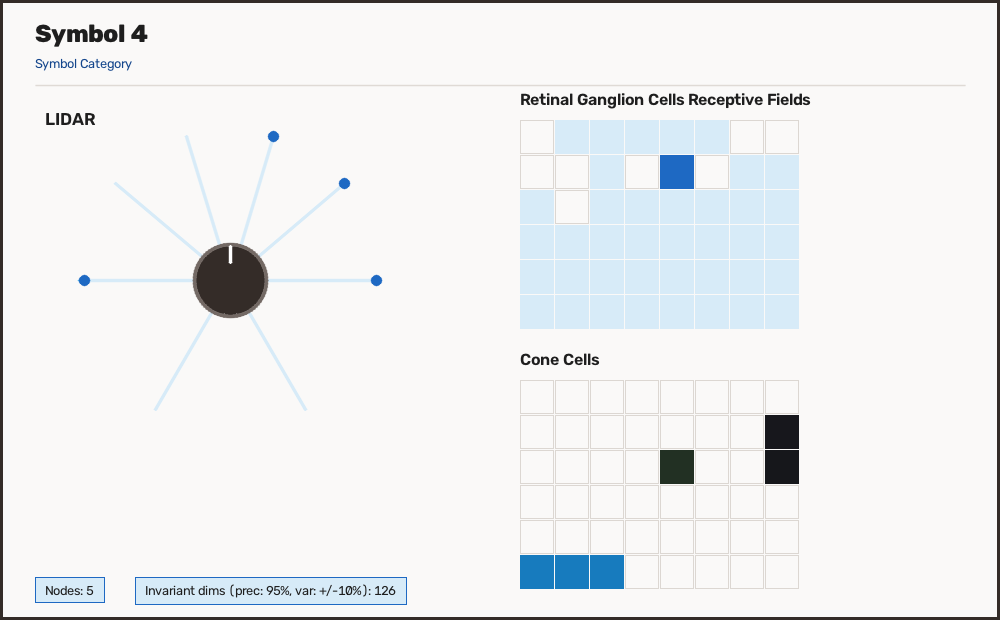 Symbol 4
Symbol Category
LIDAR
Retinal Ganglion Cells Receptive Fields
Cone Cells
Nodes: 5
Invariant dims (prec: 95%, var: +/-10%): 126